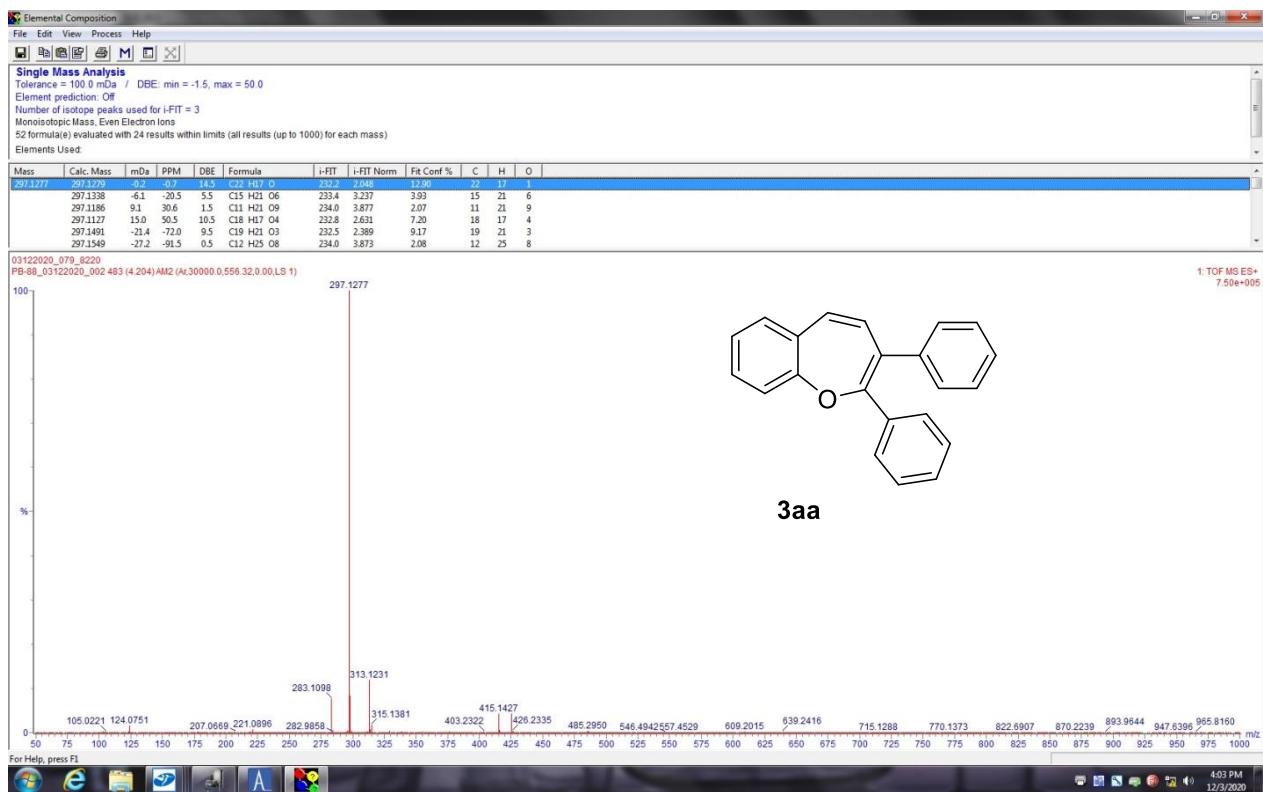 Elemental Composition
File Edit View Process Help
Single Mass Analysis
Tolerance = 100.0 mDa / DBE: min = -1.5, max = 50.0
Element prediction: Off
Number of isotope peaks used for i-FIT = 3
Monoisotopic Mass, Even Electron Ions
52 formula(e) evaluated with 24 results within limits (all results (up to 1000) for each mass)
Elements Used:
Mass Calc. Mass mDa PPM DBE Formula i-FIT i-FIT Norm Fit Conf % C H O
297.1277 297.1279 -0.2 -0.7 14.5 C22 H17 O 232.2 2.048 12.90 22 17 1
297.1338 -6.1 -20.5 5.5 C15 H21 O6 233.4 3.237 3.93 15 21 6
297.1186 9.1 30.6 1.5 C11 H21 O9 234.0 3.877 2.07 11 21 9
297.1127 15.0 50.5 10.5 C18 H17 O4 232.8 2.631 7.20 18 17 4
297.1491 -21.4 -72.0 9.5 C19 H21 O3 232.5 2.389 9.17 19 21 3
297.1549 -27.2 -91.5 0.5 C12 H25 O8 234.0 3.873 2.08 12 25 8
03122020_079_8220
PB-88_03122020_002 483 (4.204) AM2 (Ar,30000.0,556.32,0.00,LS 1)
1: TOF MS ES+
7.50e+005
297.1277
100
O
3aa
%
313.1231
283.1098
315.1381
415.1427
105.0221 124.0751 207.0669 221.0896 282.9858 403.2322 426.2335 485.2950 546.4942 557.4529 609.2015 639.2416 715.1288 770.1373 822.6907 870.2239 893.9644 947.6396 965.8160
0
m/z
50 75 100 125 150 175 200 225 250 275 300 325 350 375 400 425 450 475 500 525 550 575 600 625 650 675 700 725 750 775 800 825 850 875 900 925 950 975 1000
For Help, press F1
4:03 PM
12/3/2020